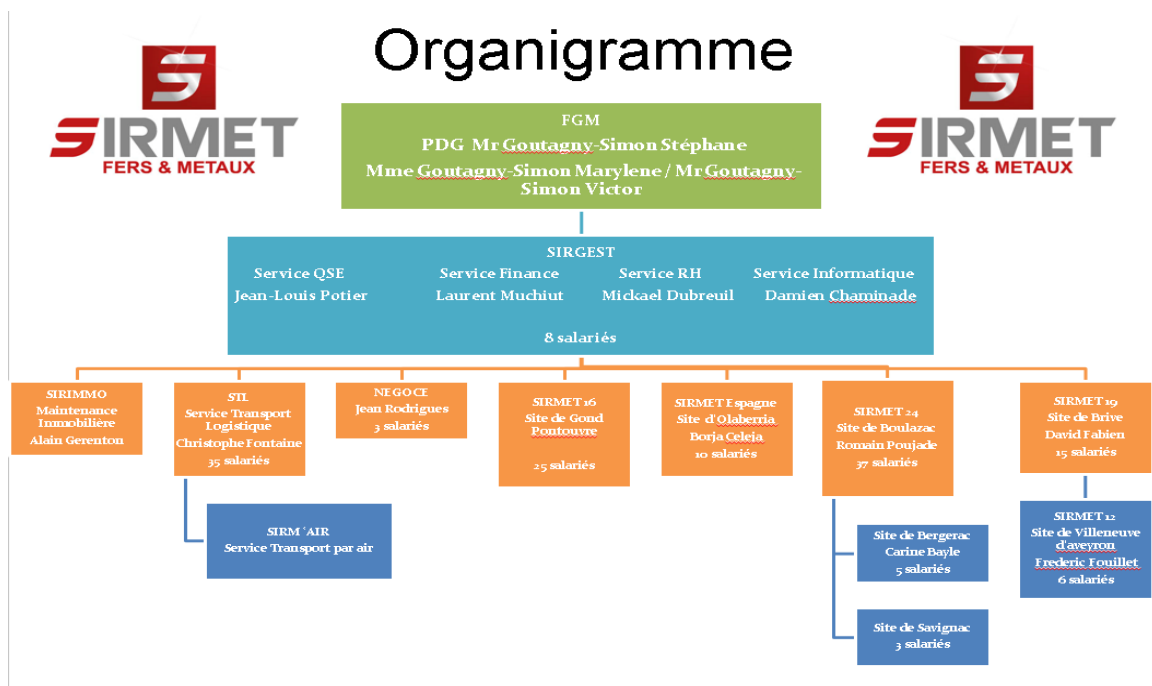 Organigramme
S
SIRMET
FERS & METAUX
S
SIRMET
FERS & METAUX
FGM
PDG Mr Goutagny-Simon Stéphane
Mme Goutagny-Simon Marylene / Mr Goutagny-
Simon Victor
SIRGEST
Service QSE Service Finance Service RH Service Informatique
Jean-Louis Potier Laurent Muchiut Mickael Dubreuil Damien Chaminade
8 salariés
SIRIMMO
Maintenance
Immobilière
Alain Gerenton
STL
Service Transport
Logistique
Christophe Fontaine
35 salariés
NEGOCE
Jean Rodrigues
3 salariés
SIRMET 16
Site de Gond
Pontouvre
25 salariés
SIRMET Espagne
Site d'Olaberria
Borja Celeja
10 salariés
SIRMET 24
Site de Boulazac
Romain Poujade
37 salariés
SIRMET 19
Site de Brive
David Fabien
15 salariés
SIRM 'AIR
Service Transport par air
Site de Bergerac
Carine Bayle
5 salariés
Site de Savignac
3 salariés
SIRMET 12
Site de Villeneuve
d'aveyron
Frederic Fouillet
6 salariés